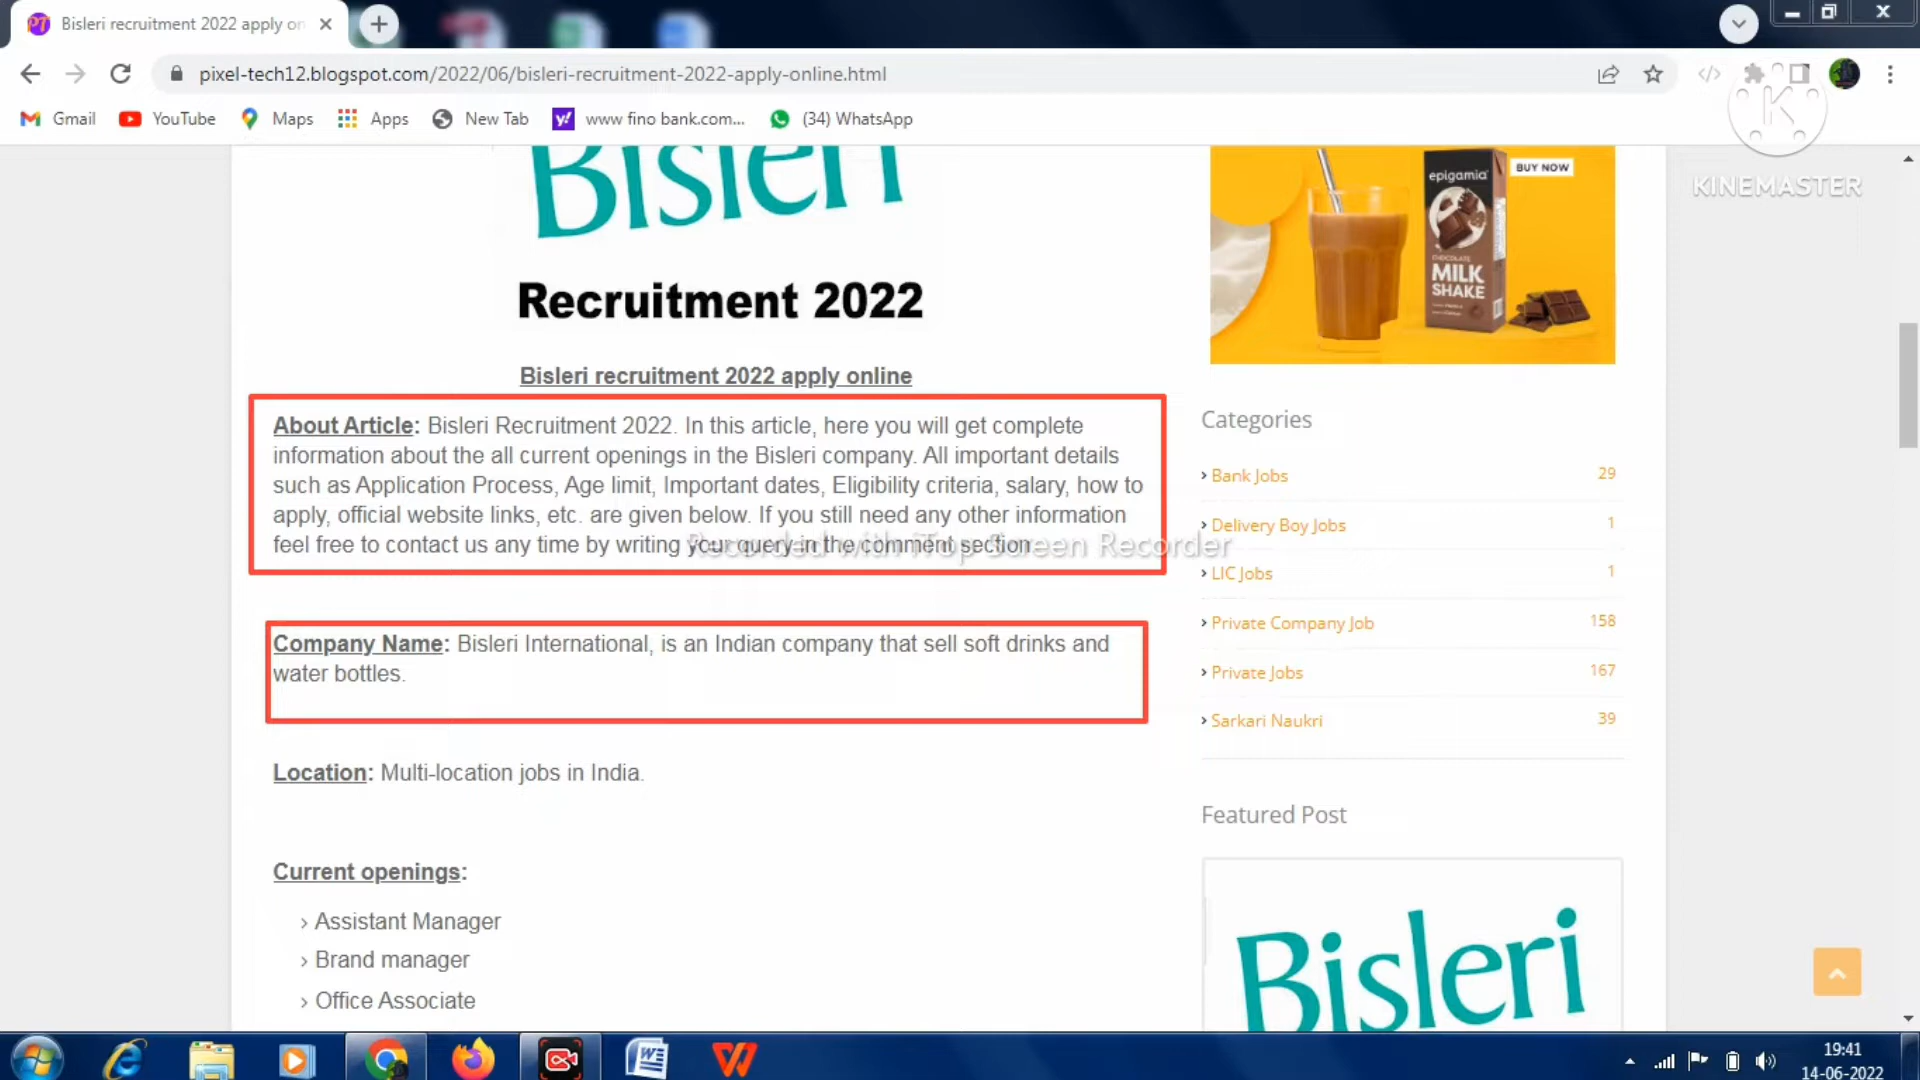 Bisleri recruitment 2022 apply on
pixel-tech12.blogspot.com/2022/06/bisleri-recruitment-2022-apply-online.html
Gmail YouTube Maps Apps New Tab www fino bank.com... (34) WhatsApp
KINEMASTER
Bisleri
Recruitment 2022
Bisleri recruitment 2022 apply online
About Article: Bisleri Recruitment 2022. In this article, here you will get complete
information about the all current openings in the Bisleri company. All important details
such as Application Process, Age limit, Important dates, Eligibility criteria, salary, how to
apply, official website links, etc. are given below. If you still need any other information
feel free to contact us any time by writing your query in the comment section.
Recorded with iTop Screen Recorder
Company Name: Bisleri International, is an Indian company that sell soft drinks and
water bottles.
Location: Multi-location jobs in India.
Current openings:
Assistant Manager
Brand manager
Office Associate
BUY NOW
epigamia
CHOCOLATE
MILK
SHAKE
Categories
Bank Jobs 29
Delivery Boy Jobs 1
LIC Jobs 1
Private Company Job 158
Private Jobs 167
Sarkari Naukri 39
Featured Post
Bisleri
19:41
14-06-2022